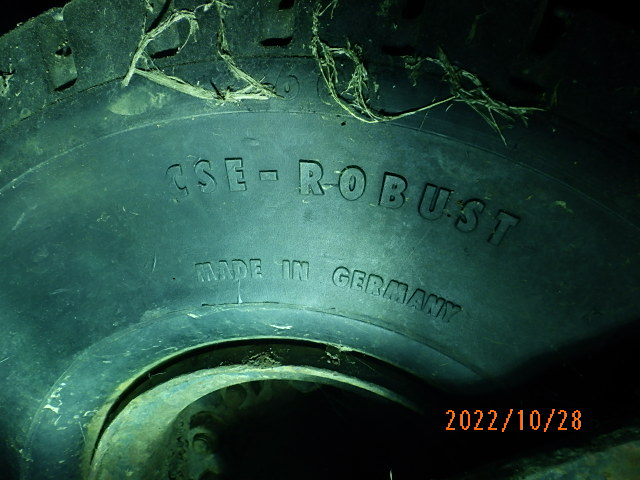 CSE-ROBUST
MADE IN GERMANY
2022/10/28